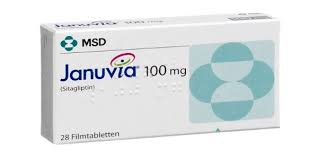 MSD
Januvia 100 mg
(Sitagliptin)
28 Filmtabletten